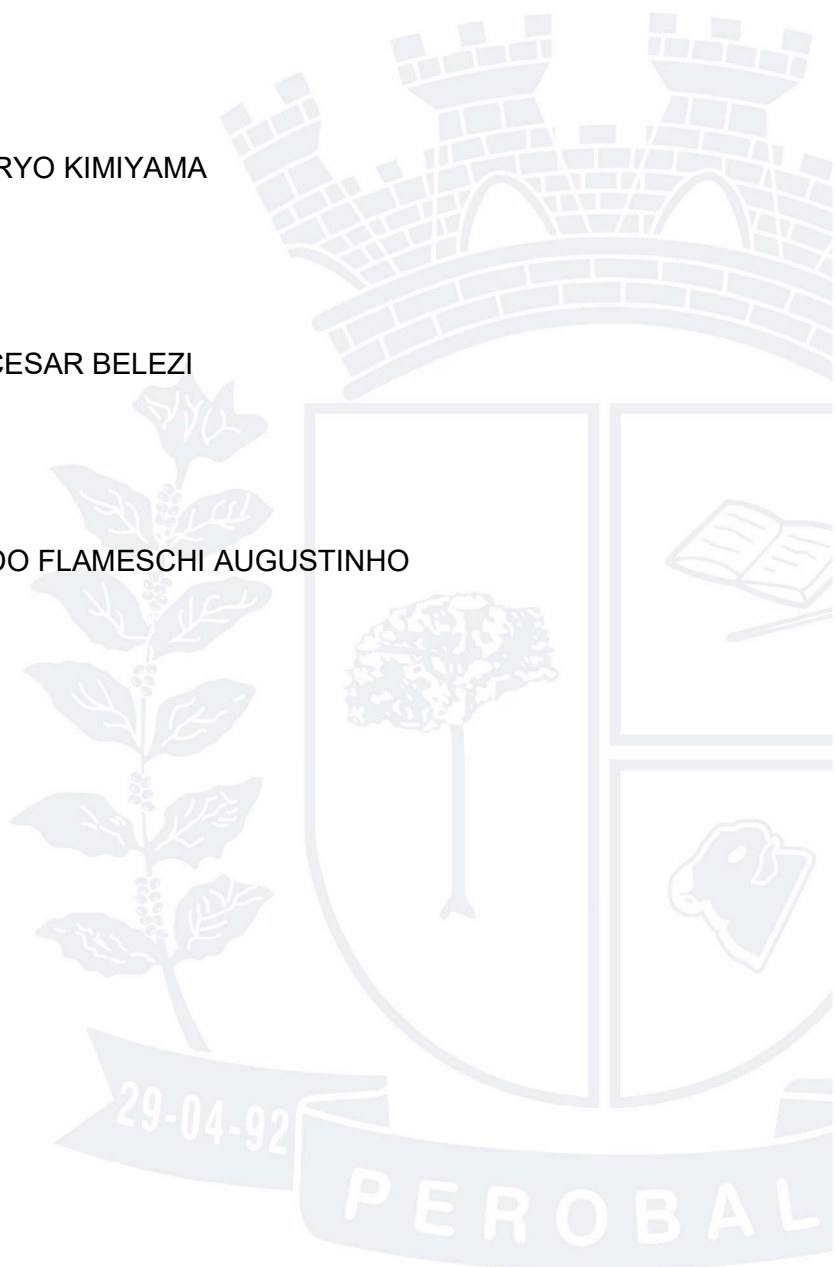 RYO KIMIYAMA
CESAR BELEZI
DO FLAMESCHI AUGUSTINHO
29-04-92
PEROBAL